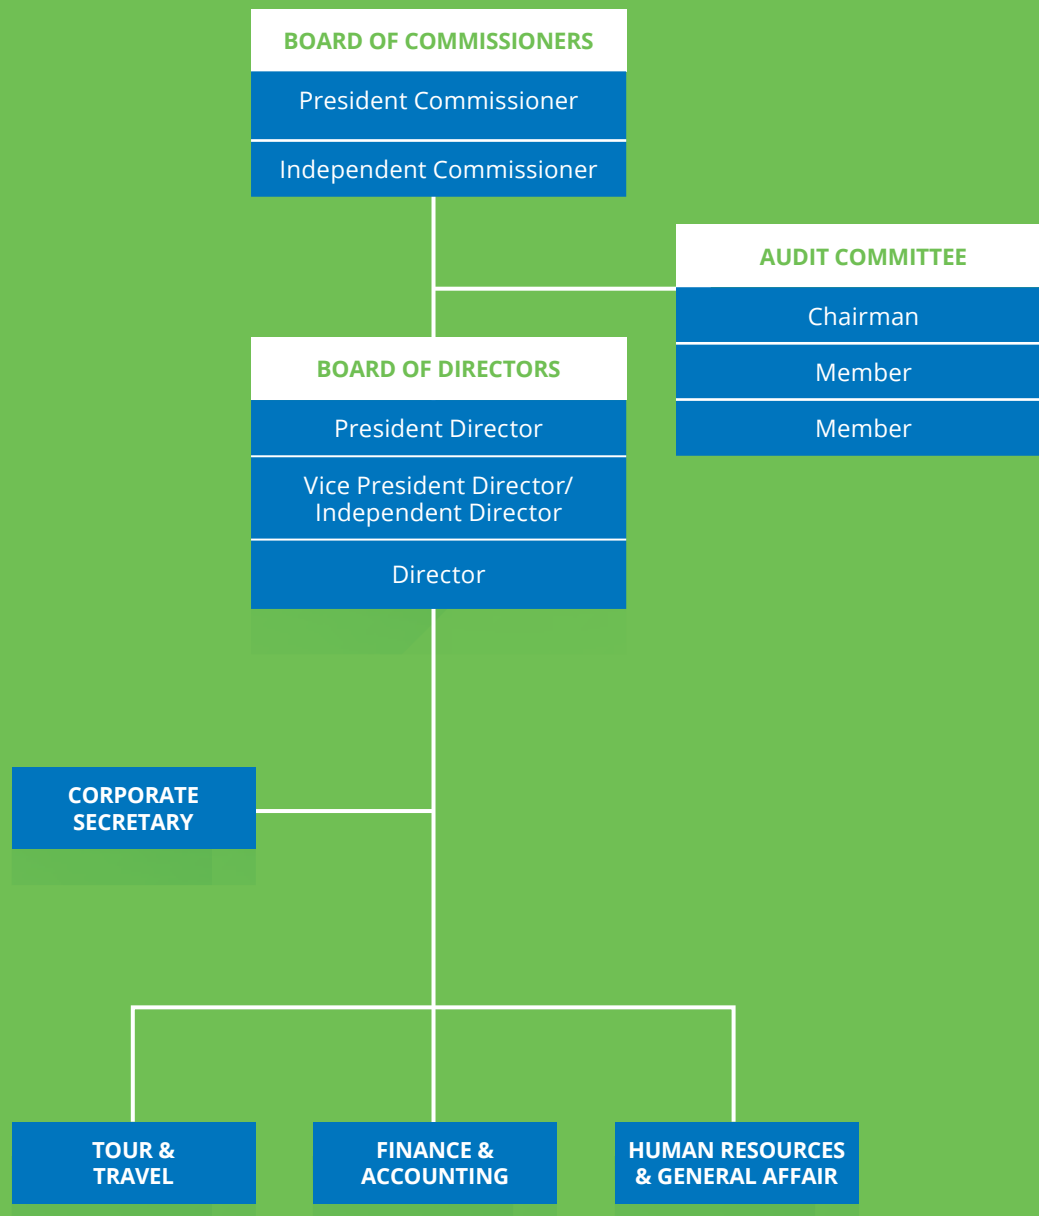 BOARD OF COMMISSIONERS
President Commissioner
Independent Commissioner
AUDIT COMMITTEE
Chairman
Member
Member
BOARD OF DIRECTORS
President Director
Vice President Director/
Independent Director
Director
CORPORATE
SECRETARY
TOUR &
TRAVEL
FINANCE &
ACCOUNTING
HUMAN RESOURCES
& GENERAL AFFAIR